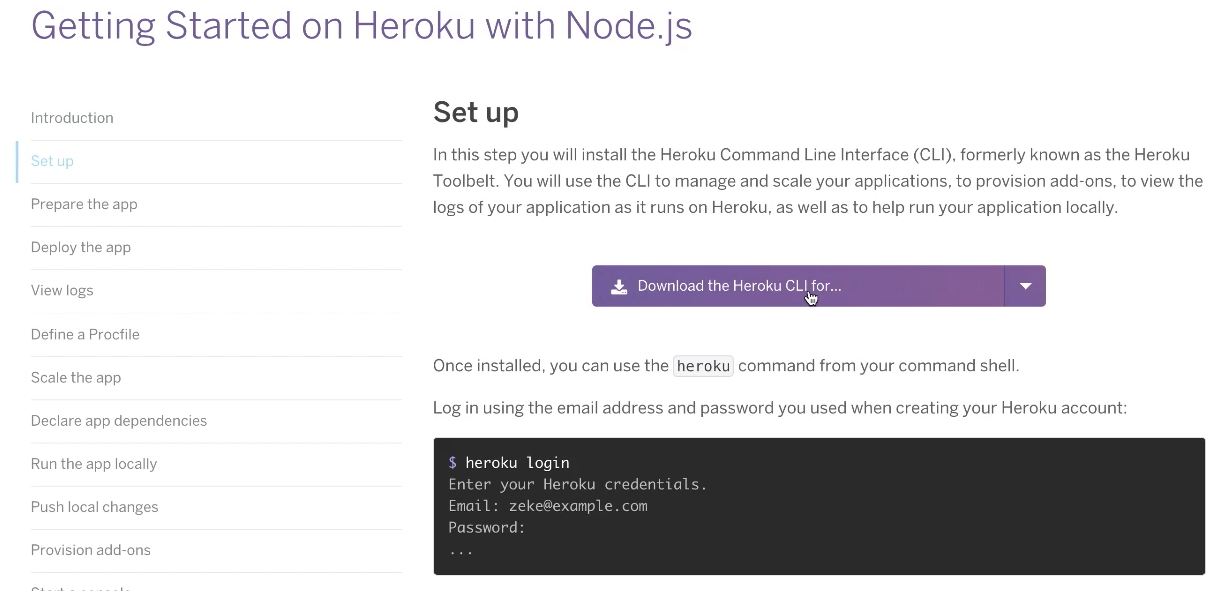 Getting Started on Heroku with Node.js
Introduction
Set up
Prepare the app
Deploy the app
View logs
Define a Procfile
Scale the app
Declare app dependencies
Run the app locally
Push local changes
Provision add-ons
Start a console
Set up
In this step you will install the Heroku Command Line Interface (CLI), formerly known as the Heroku
Toolbelt. You will use the CLI to manage and scale your applications, to provision add-ons, to view the
logs of your application as it runs on Heroku, as well as to help run your application locally.
Download the Heroku CLI for...
Once installed, you can use the heroku command from your command shell.
Log in using the email address and password you used when creating your Heroku account:
$ heroku login
Enter your Heroku credentials.
Email: zeke@example.com
Password:
...